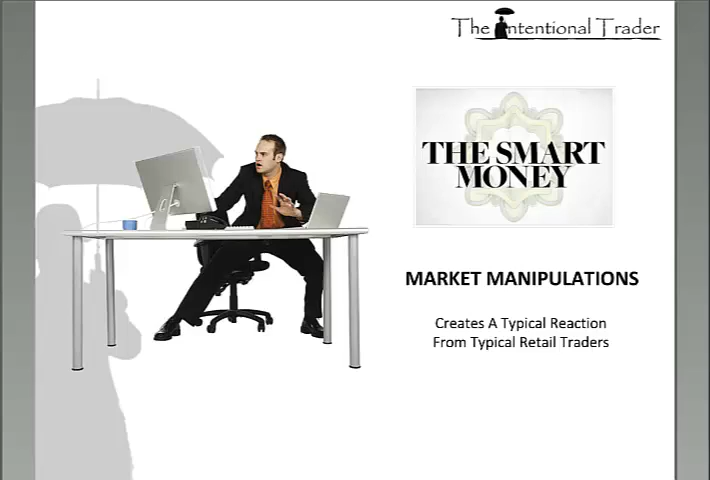 The Intentional Trader
THE SMART
MONEY
MARKET MANIPULATIONS
Creates A Typical Reaction
From Typical Retail Traders